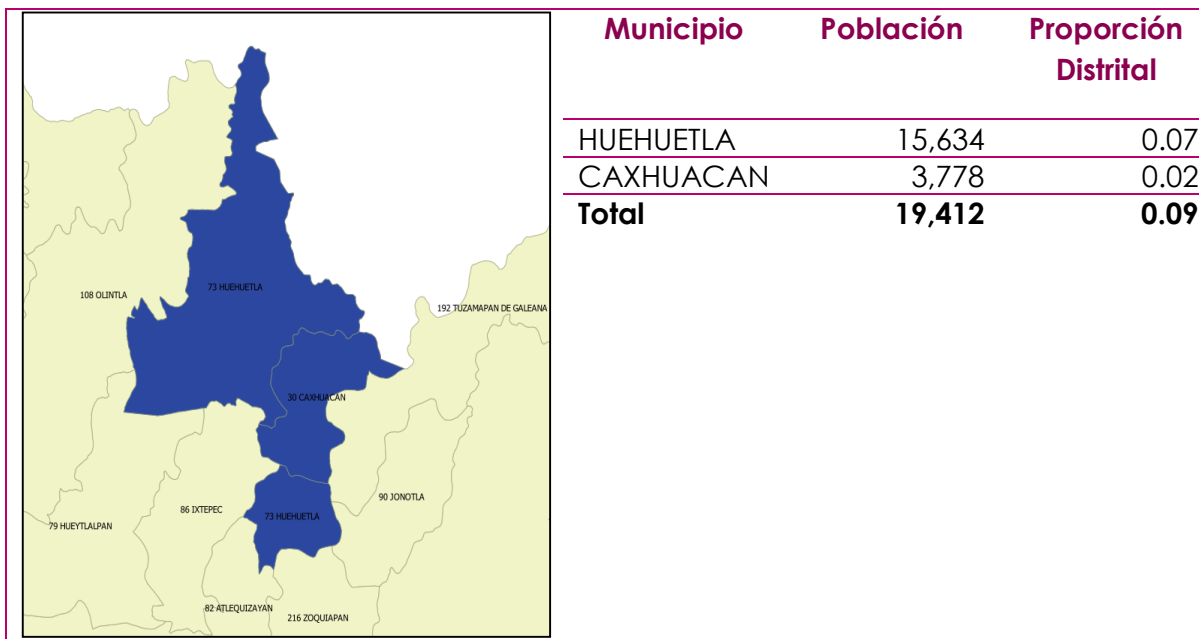 Municipio Población Proporción
Distrital
HUEHUETLA 15,634 0.07
CAXHUACAN 3,778 0.02
Total 19,412 0.09
73 HUEHUETLA
108 OLINTLA
192 TUZAMAPAN DE GALEANA
30 CAXHUACAN
90 JONOTLA
86 IXTEPEC
73 HUEHUETLA
79 HUEYTLALPAN
82 ATLEQUIZAYAN
216 ZOQUIAPAN